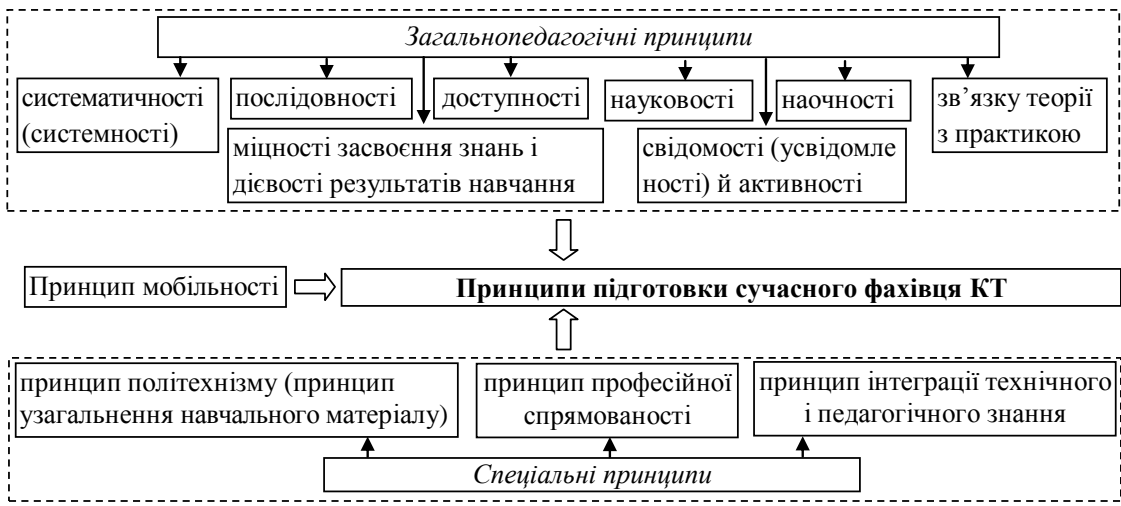 Загальнопедагогічні принципи
систематичності
(системності)
послідовності
доступності
науковості
наочності
зв’язку теорії
з практикою
міцності засвоєння знань і
дієвості результатів навчання
свідомості (усвідомле
ності) й активності
Принцип мобільності
Принципи підготовки сучасного фахівця КТ
принцип політехнізму (принцип
узагальнення навчального матеріалу)
принцип професійної
спрямованості
принцип інтеграції технічного
і педагогічного знання
Спеціальні принципи